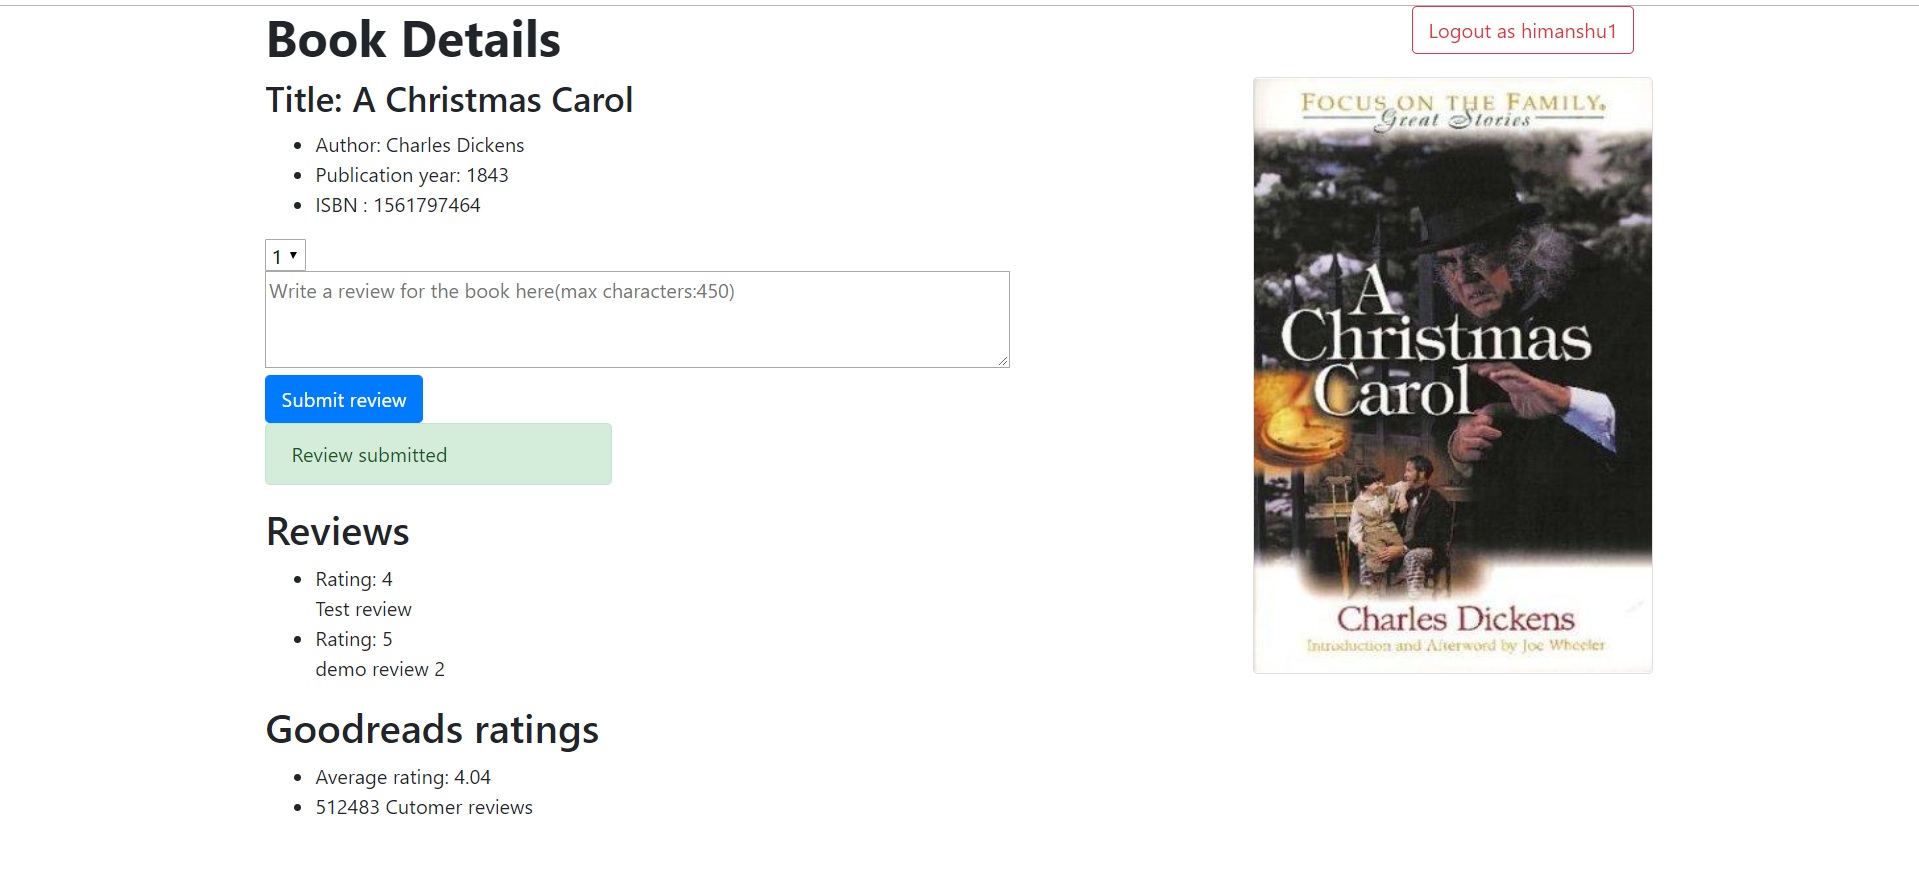 Book Details
Logout as himanshu1
Title: A Christmas Carol
Author: Charles Dickens
Publication year: 1843
ISBN : 1561797464
1
Write a review for the book here(max characters:450)
Submit review
Review submitted
Reviews
Rating: 4
Test review
Rating: 5
demo review 2
Goodreads ratings
Average rating: 4.04
512483 Cutomer reviews
FOCUS ON THE FAMILY®
Great Stories
A
Christmas
Carol
Charles Dickens
Introduction and Afterword by Joe Wheeler